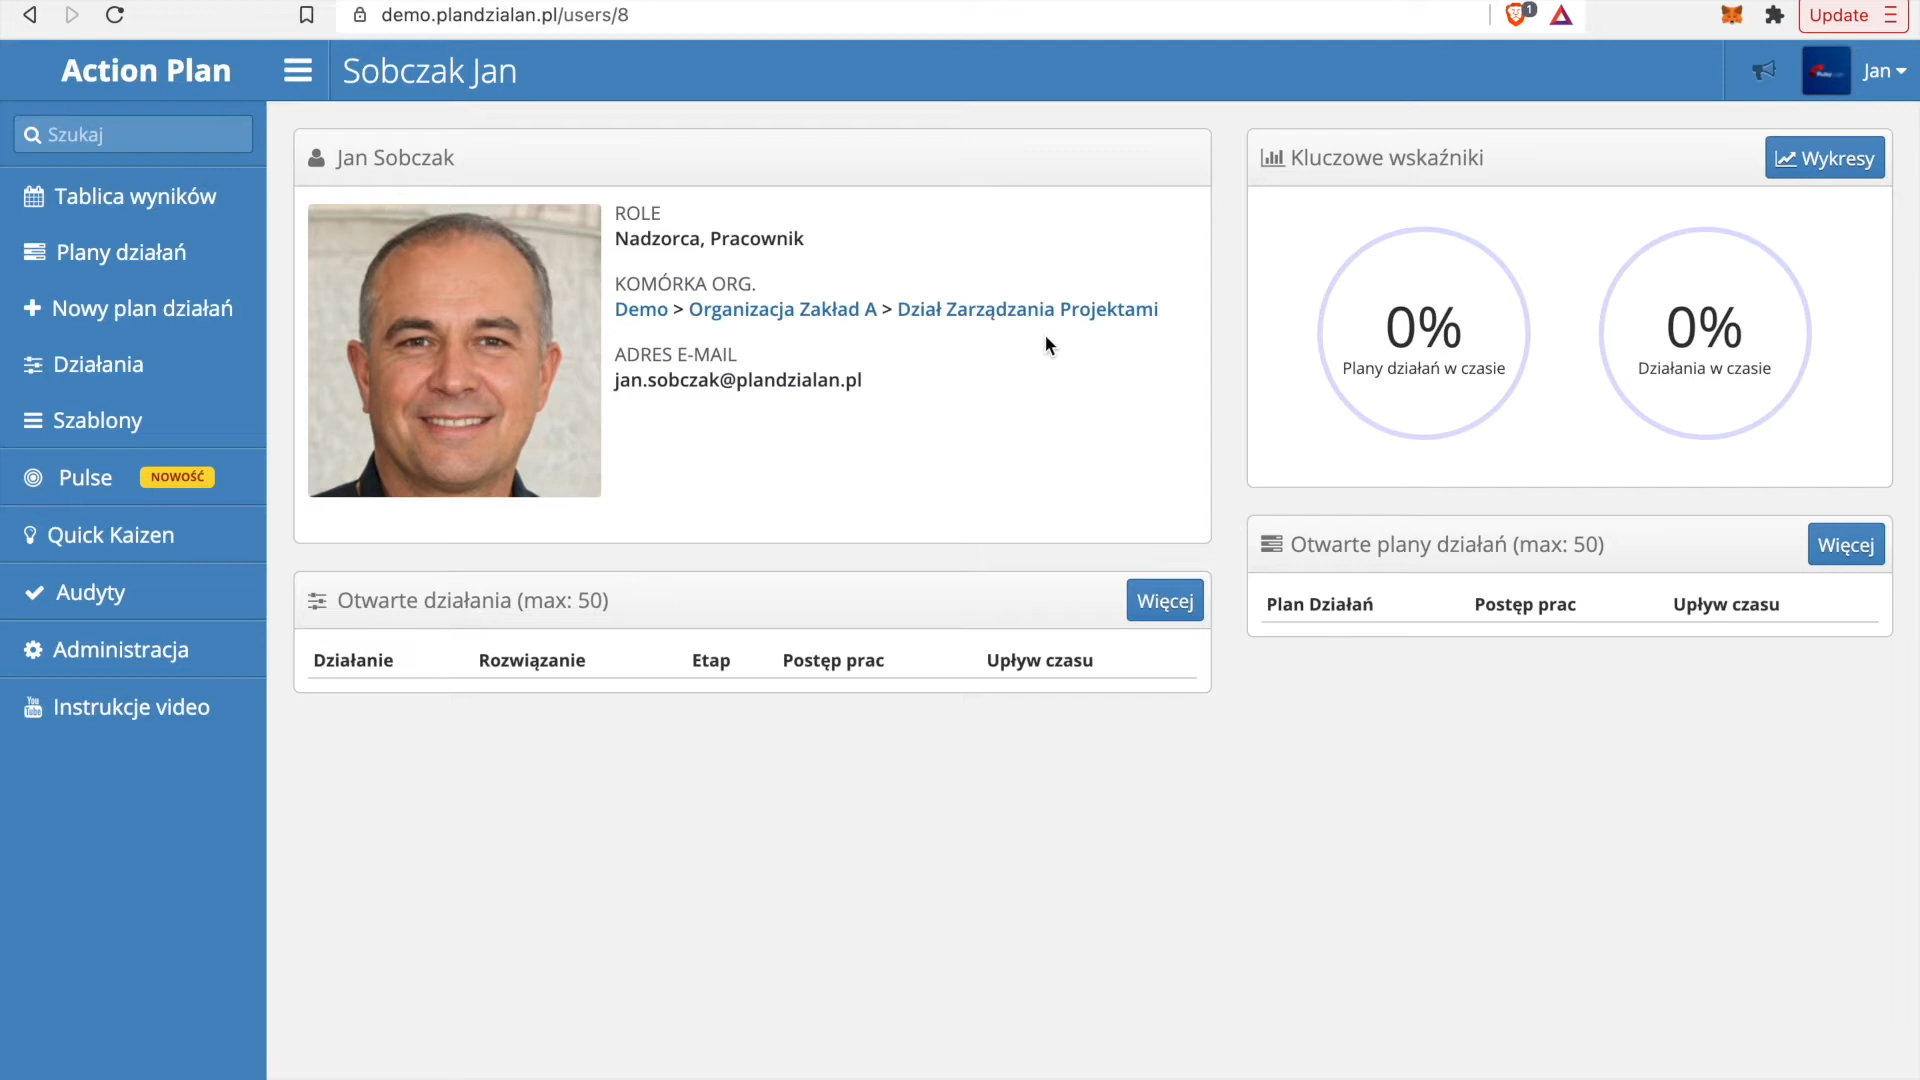 demo.plandzialan.pl/users/8
1
Update
Action Plan
Sobczak Jan
Jan
Szukaj
Tablica wyników
Plany działań
Nowy plan działań
Działania
Szablony
Pulse NOWOŚĆ
Quick Kaizen
Audyty
Administracja
You Tube Instrukcje video
Jan Sobczak
ROLE
Nadzorca, Pracownik
KOMÓRKA ORG.
Demo > Organizacja Zakład A > Dział Zarządzania Projektami
ADRES E-MAIL
jan.sobczak@plandzialan.pl
Otwarte działania (max: 50) Więcej
Działanie Rozwiązanie Etap Postęp prac Upływ czasu
Kluczowe wskaźniki Wykresy
0% 0%
Plany działań w czasie Działania w czasie
Otwarte plany działań (max: 50) Więcej
Plan Działań Postęp prac Upływ czasu